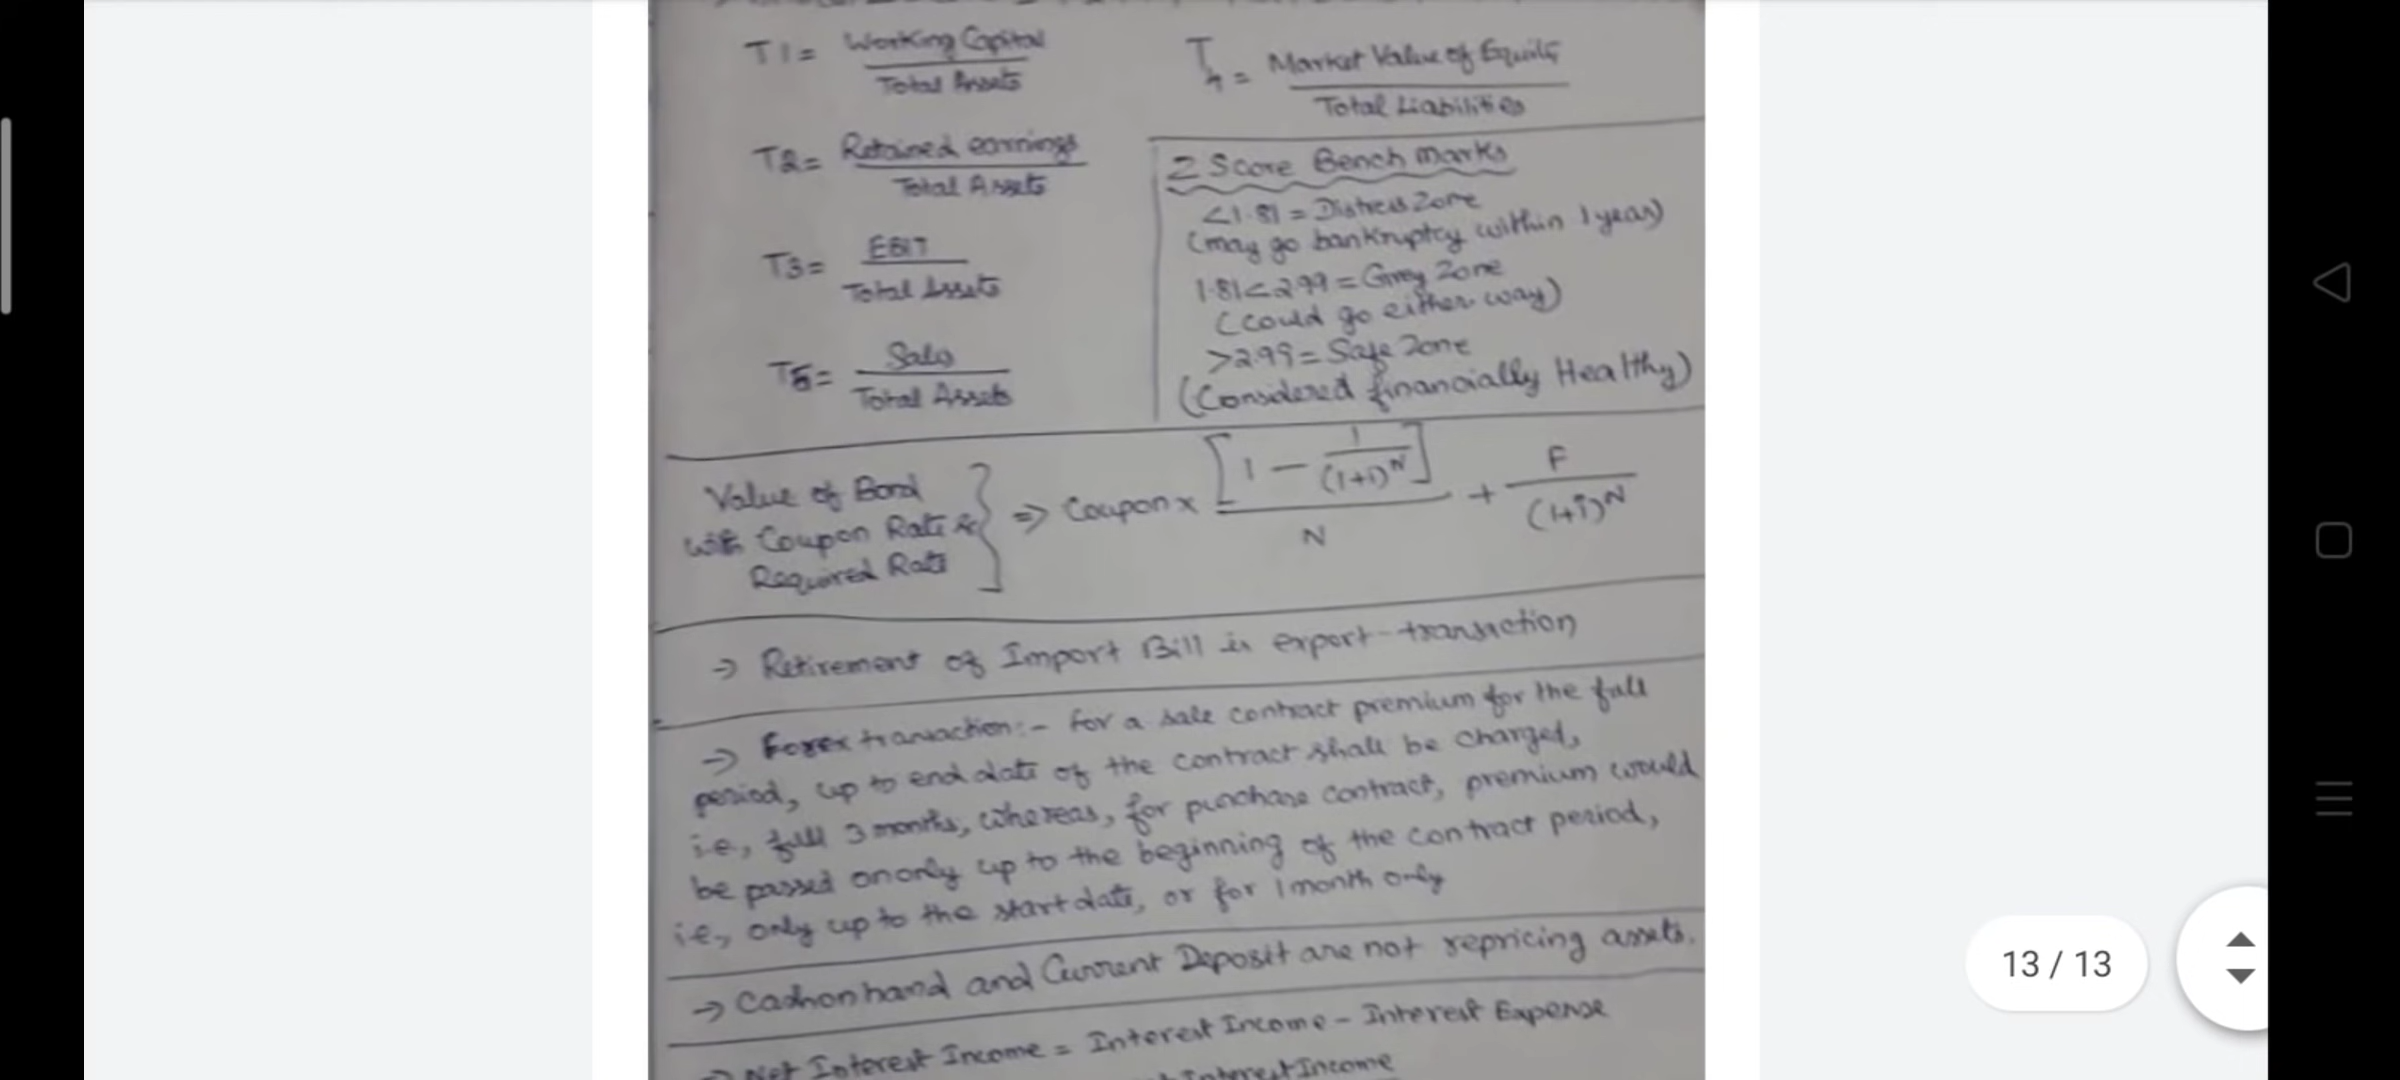 T1 = Working Capital / Total Assets
T4 = Market Value of Equity / Total Liabilities
T2 = Retained earnings / Total Assets
T3 = EBIT / Total Assets
T5 = Sales / Total Assets
Z Score Bench Marks
<1.81 = Distress Zone
(may go bankruptcy within 1 year)
1.81<2.99 = Grey Zone
(could go either way)
>2.99 = Safe Zone
(Considered financially Healthy)
Value of Bond
with Coupon Rate &
Required Rate
⇒ Coupon x [1 - 1/(1+i)^N] / N + F/(1+i)^N
→ Retirement of Import Bill is export-transaction
→ Forex transaction:- for a sale contract premium for the full
period, up to end date of the contract shall be charged,
i.e, full 3 months, whereas, for purchase contract, premium would
be passed on only up to the beginning of the contract period,
i.e, only up to the start date, or for 1 month only
→ Cash on hand and Current Deposit are not repricing assets.
→ Net Interest Income = Interest Income - Interest Expense
Interest Income
13 / 13